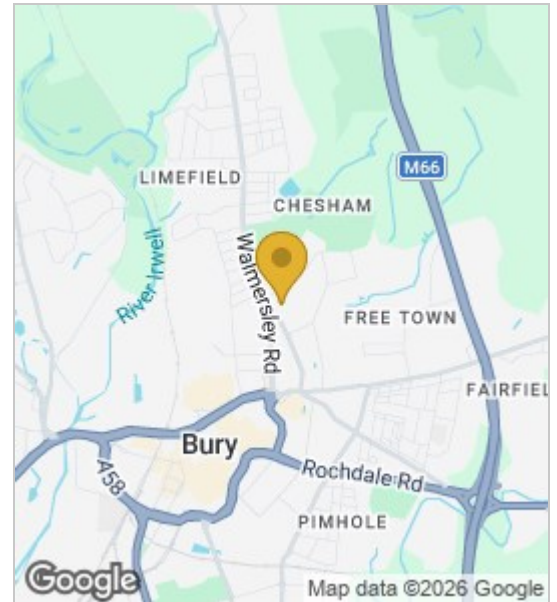 M66
LIMEFIELD
CHESHAM
River Irwell
Walmersley Rd
FREE TOWN
FAIRFIEL
Bury
A58
Rochdale Rd
PIMHOLE
Google
Map data ©2026 Google